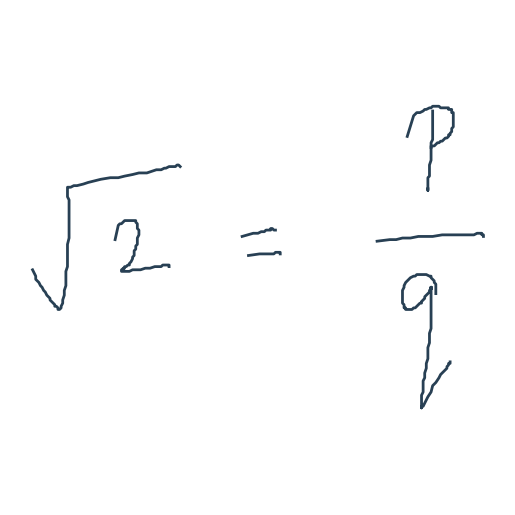 √2 = p/q